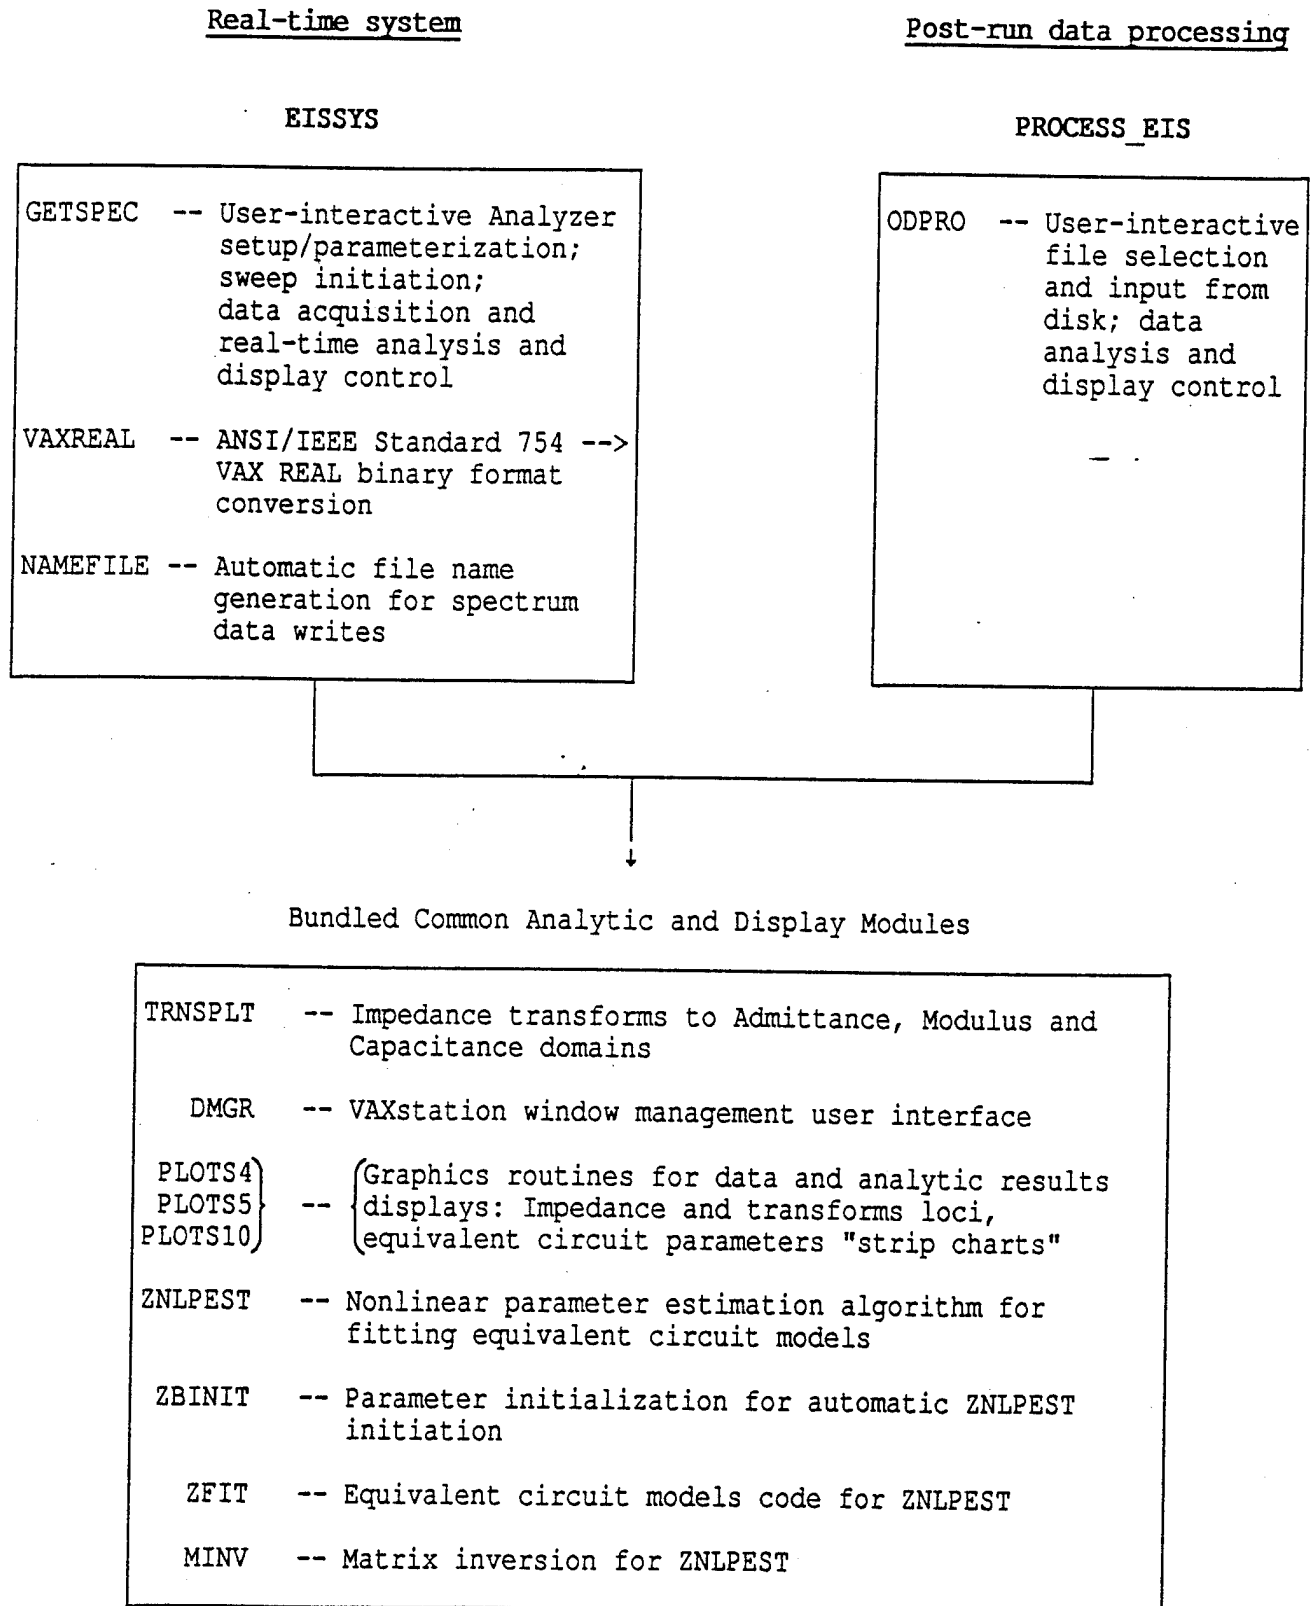 Real-time system
Post-run data processing
EISSYS
PROCESS_EIS
GETSPEC -- User-interactive Analyzer
setup/parameterization;
sweep initiation;
data acquisition and
real-time analysis and
display control
VAXREAL -- ANSI/IEEE Standard 754 -->
VAX REAL binary format
conversion
NAMEFILE -- Automatic file name
generation for spectrum
data writes
ODPRO -- User-interactive
file selection
and input from
disk; data
analysis and
display control
Bundled Common Analytic and Display Modules
TRNSPLT -- Impedance transforms to Admittance, Modulus and
Capacitance domains
DMGR -- VAXstation window management user interface
PLOTS4
PLOTS5
PLOTS10
-- Graphics routines for data and analytic results
displays: Impedance and transforms loci,
equivalent circuit parameters "strip charts"
ZNLPEST -- Nonlinear parameter estimation algorithm for
fitting equivalent circuit models
ZBINIT -- Parameter initialization for automatic ZNLPEST
initiation
ZFIT -- Equivalent circuit models code for ZNLPEST
MINV -- Matrix inversion for ZNLPEST